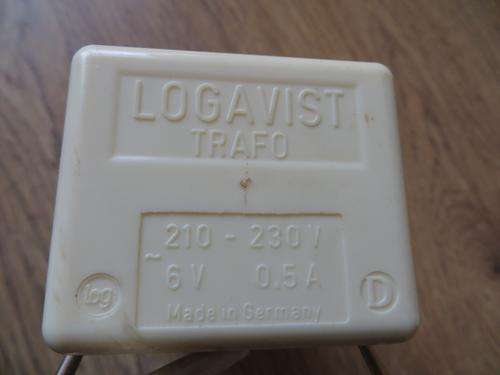 LOGAVIST
TRAFO
~ 210 - 230 V
6 V 0.5 A
Made in Germany
log
D